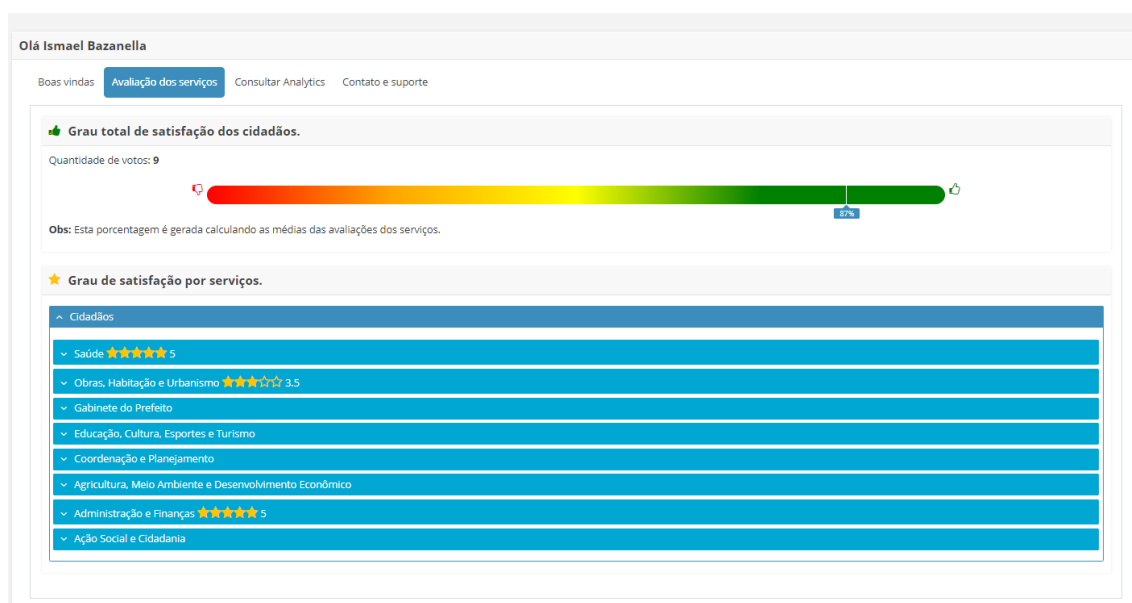 Olá Ismael Bazanella
Boas vindas Avaliação dos serviços Consultar Analytics Contato e suporte
Grau total de satisfação dos cidadãos.
Quantidade de votos: 9
87%
Obs: Esta porcentagem é gerada calculando as médias das avaliações dos serviços.
Grau de satisfação por serviços.
Cidadãos
Saúde 5
Obras, Habitação e Urbanismo 3.5
Gabinete do Prefeito
Educação, Cultura, Esportes e Turismo
Coordenação e Planejamento
Agricultura, Meio Ambiente e Desenvolvimento Econômico
Administração e Finanças 5
Ação Social e Cidadania